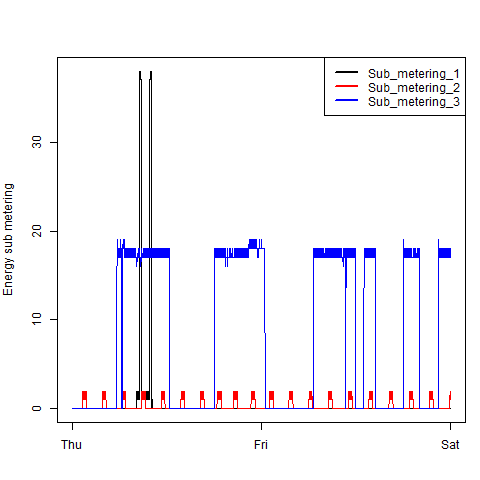 Sub_metering_1
Sub_metering_2
Sub_metering_3
Energy sub metering
30
20
10
0
Thu Fri Sat